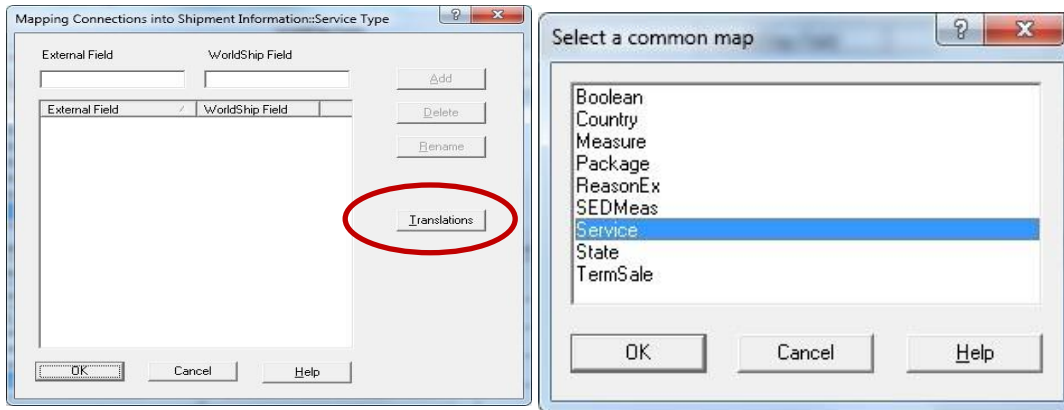 Mapping Connections into Shipment Information::Service Type
External Field WorldShip Field
Add
External Field WorldShip Field
Delete
Rename
Translations
OK Cancel Help
Select a common map
Boolean
Country
Measure
Package
ReasonEx
SEDMeas
Service
State
TermSale
OK Cancel Help